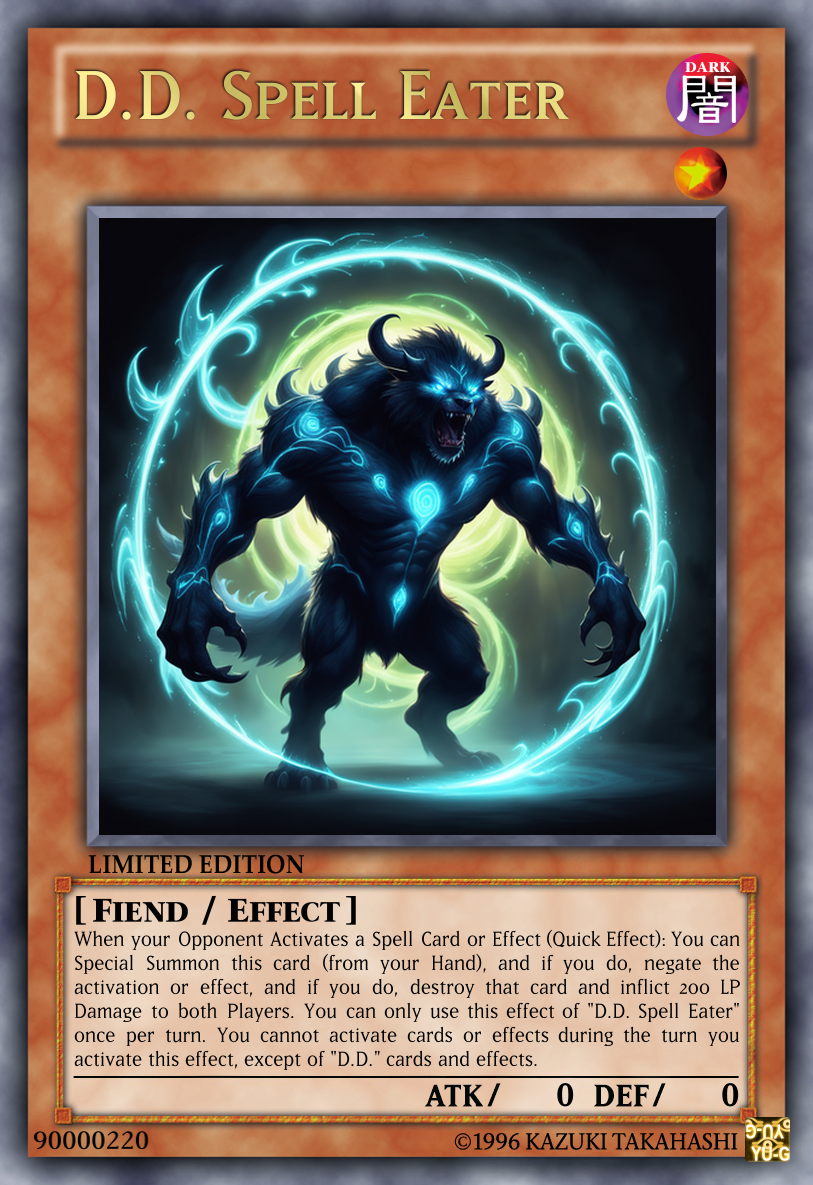 D.D. Spell Eater
DARK
闇
LIMITED EDITION
[ Fiend / Effect ]
When your Opponent Activates a Spell Card or Effect (Quick Effect): You can
Special Summon this card (from your Hand), and if you do, negate the
activation or effect, and if you do, destroy that card and inflict 200 LP
Damage to both Players. You can only use this effect of "D.D. Spell Eater"
once per turn. You cannot activate cards or effects during the turn you
activate this effect, except of "D.D." cards and effects.
ATK/ 0 DEF/ 0
90000220 ©1996 KAZUKI TAKAHASHI